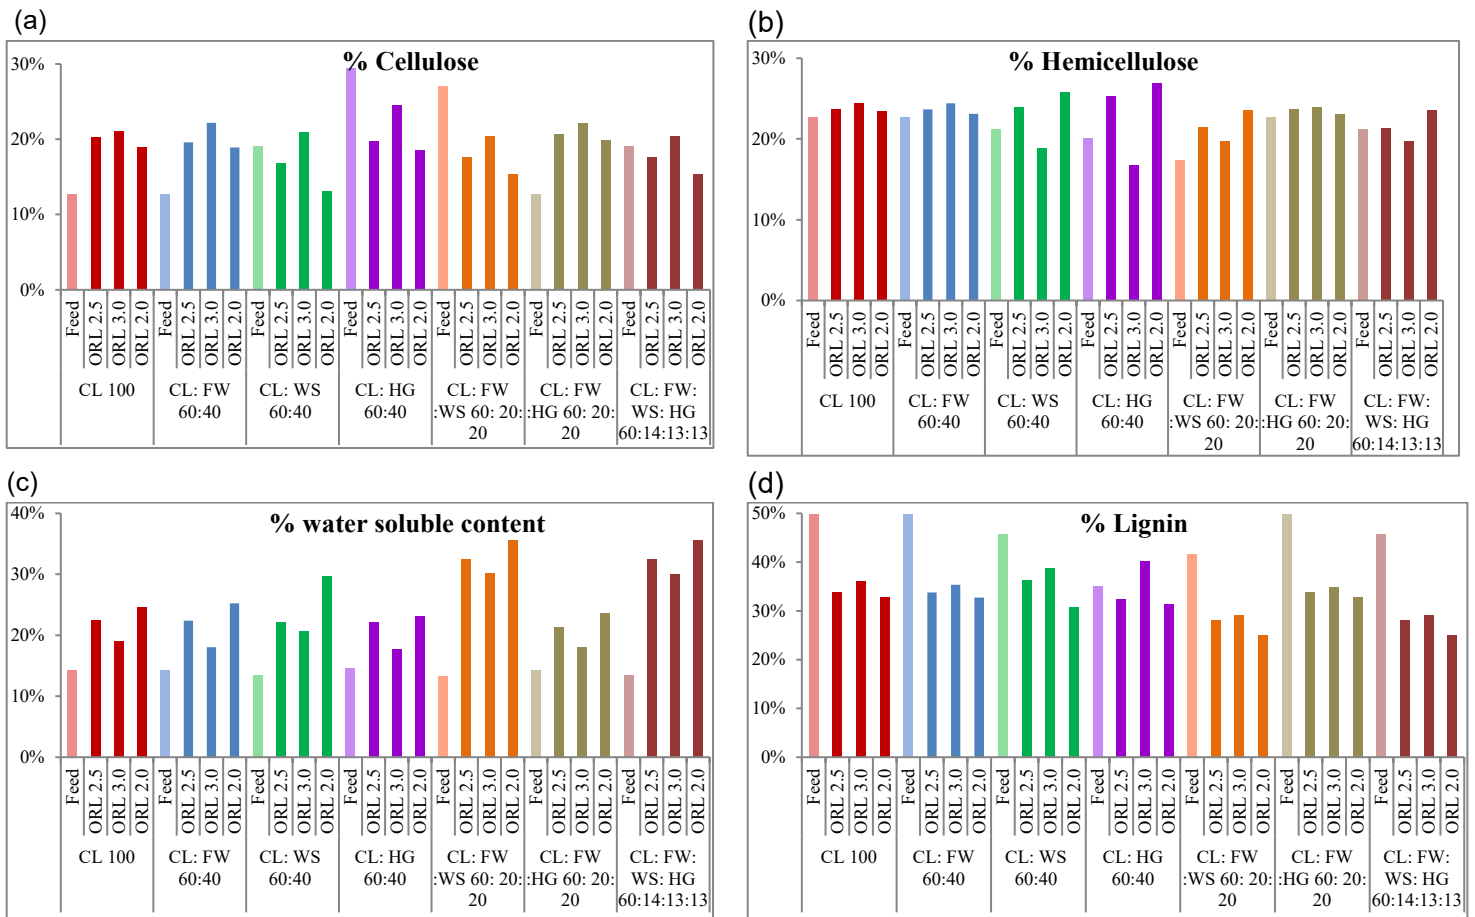 (a)
% Cellulose
30%
20%
10%
0%
Feed
ORL 2.5
ORL 3.0
ORL 2.0
Feed
ORL 2.5
ORL 3.0
ORL 2.0
Feed
ORL 2.5
ORL 3.0
ORL 2.0
Feed
ORL 2.5
ORL 3.0
ORL 2.0
Feed
ORL 2.5
ORL 3.0
ORL 2.0
Feed
ORL 2.5
ORL 3.0
ORL 2.0
Feed
ORL 2.5
ORL 3.0
ORL 2.0
CL 100
CL: FW
60:40
CL: WS
60:40
CL: HG
60:40
CL: FW
:WS 60: 20:
20
CL: FW
:HG 60: 20:
20
CL: FW:
WS: HG
60:14:13:13
(b)
% Hemicellulose
30%
20%
10%
0%
Feed
ORL 2.5
ORL 3.0
ORL 2.0
Feed
ORL 2.5
ORL 3.0
ORL 2.0
Feed
ORL 2.5
ORL 3.0
ORL 2.0
Feed
ORL 2.5
ORL 3.0
ORL 2.0
Feed
ORL 2.5
ORL 3.0
ORL 2.0
Feed
ORL 2.5
ORL 3.0
ORL 2.0
Feed
ORL 2.5
ORL 3.0
ORL 2.0
CL 100
CL: FW
60:40
CL: WS
60:40
CL: HG
60:40
CL: FW
:WS 60: 20:
20
CL: FW
:HG 60: 20:
20
CL: FW:
WS: HG
60:14:13:13
(c)
% water soluble content
40%
30%
20%
10%
0%
Feed
ORL 2.5
ORL 3.0
ORL 2.0
Feed
ORL 2.5
ORL 3.0
ORL 2.0
Feed
ORL 2.5
ORL 3.0
ORL 2.0
Feed
ORL 2.5
ORL 3.0
ORL 2.0
Feed
ORL 2.5
ORL 3.0
ORL 2.0
Feed
ORL 2.5
ORL 3.0
ORL 2.0
Feed
ORL 2.5
ORL 3.0
ORL 2.0
CL 100
CL: FW
60:40
CL: WS
60:40
CL: HG
60:40
CL: FW
:WS 60: 20:
20
CL: FW
:HG 60: 20:
20
CL: FW:
WS: HG
60:14:13:13
(d)
% Lignin
50%
40%
30%
20%
10%
0%
Feed
ORL 2.5
ORL 3.0
ORL 2.0
Feed
ORL 2.5
ORL 3.0
ORL 2.0
Feed
ORL 2.5
ORL 3.0
ORL 2.0
Feed
ORL 2.5
ORL 3.0
ORL 2.0
Feed
ORL 2.5
ORL 3.0
ORL 2.0
Feed
ORL 2.5
ORL 3.0
ORL 2.0
Feed
ORL 2.5
ORL 3.0
ORL 2.0
CL 100
CL: FW
60:40
CL: WS
60:40
CL: HG
60:40
CL: FW
:WS 60: 20:
20
CL: FW
:HG 60: 20:
20
CL: FW:
WS: HG
60:14:13:13